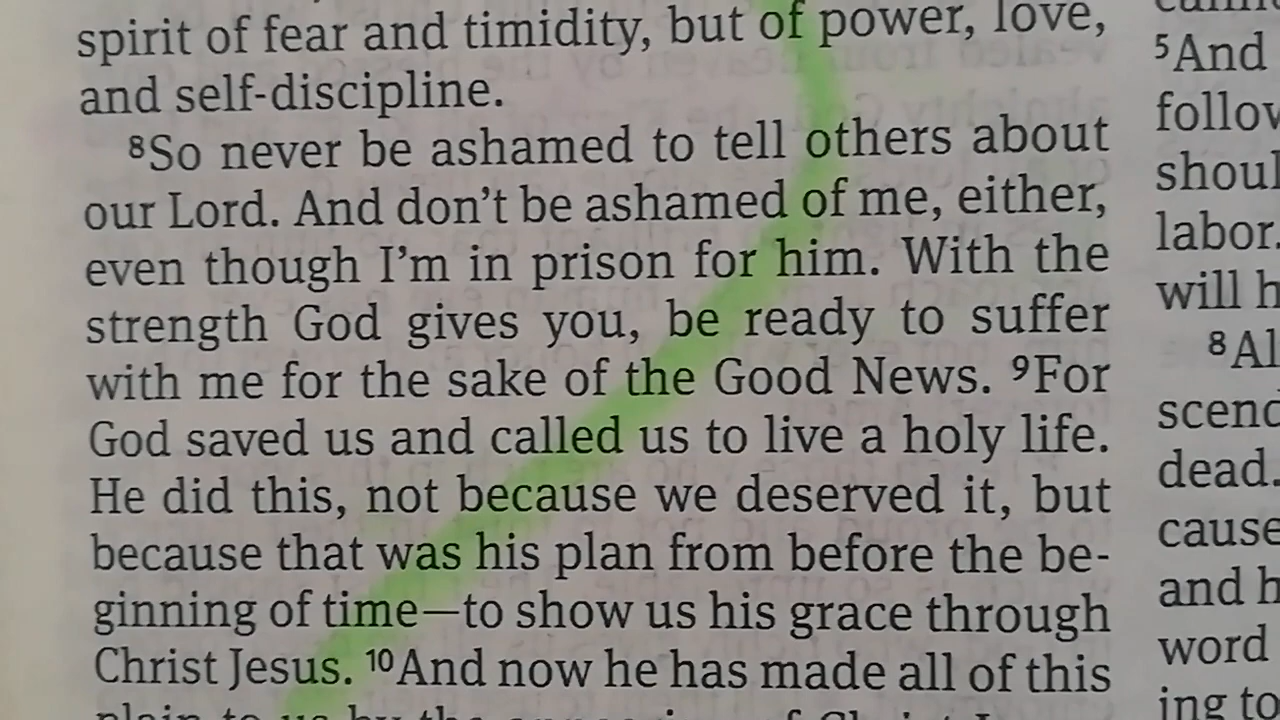 spirit of fear and timidity, but of power, love,
and self-discipline.
⁸So never be ashamed to tell others about
our Lord. And don't be ashamed of me, either,
even though I'm in prison for him. With the
strength God gives you, be ready to suffer
with me for the sake of the Good News. ⁹For
God saved us and called us to live a holy life.
He did this, not because we deserved it, but
because that was his plan from before the be-
ginning of time—to show us his grace through
Christ Jesus. ¹⁰And now he has made all of this
plain to us by the
⁵And
labor.
will
dead.
cause
and
word
ing to